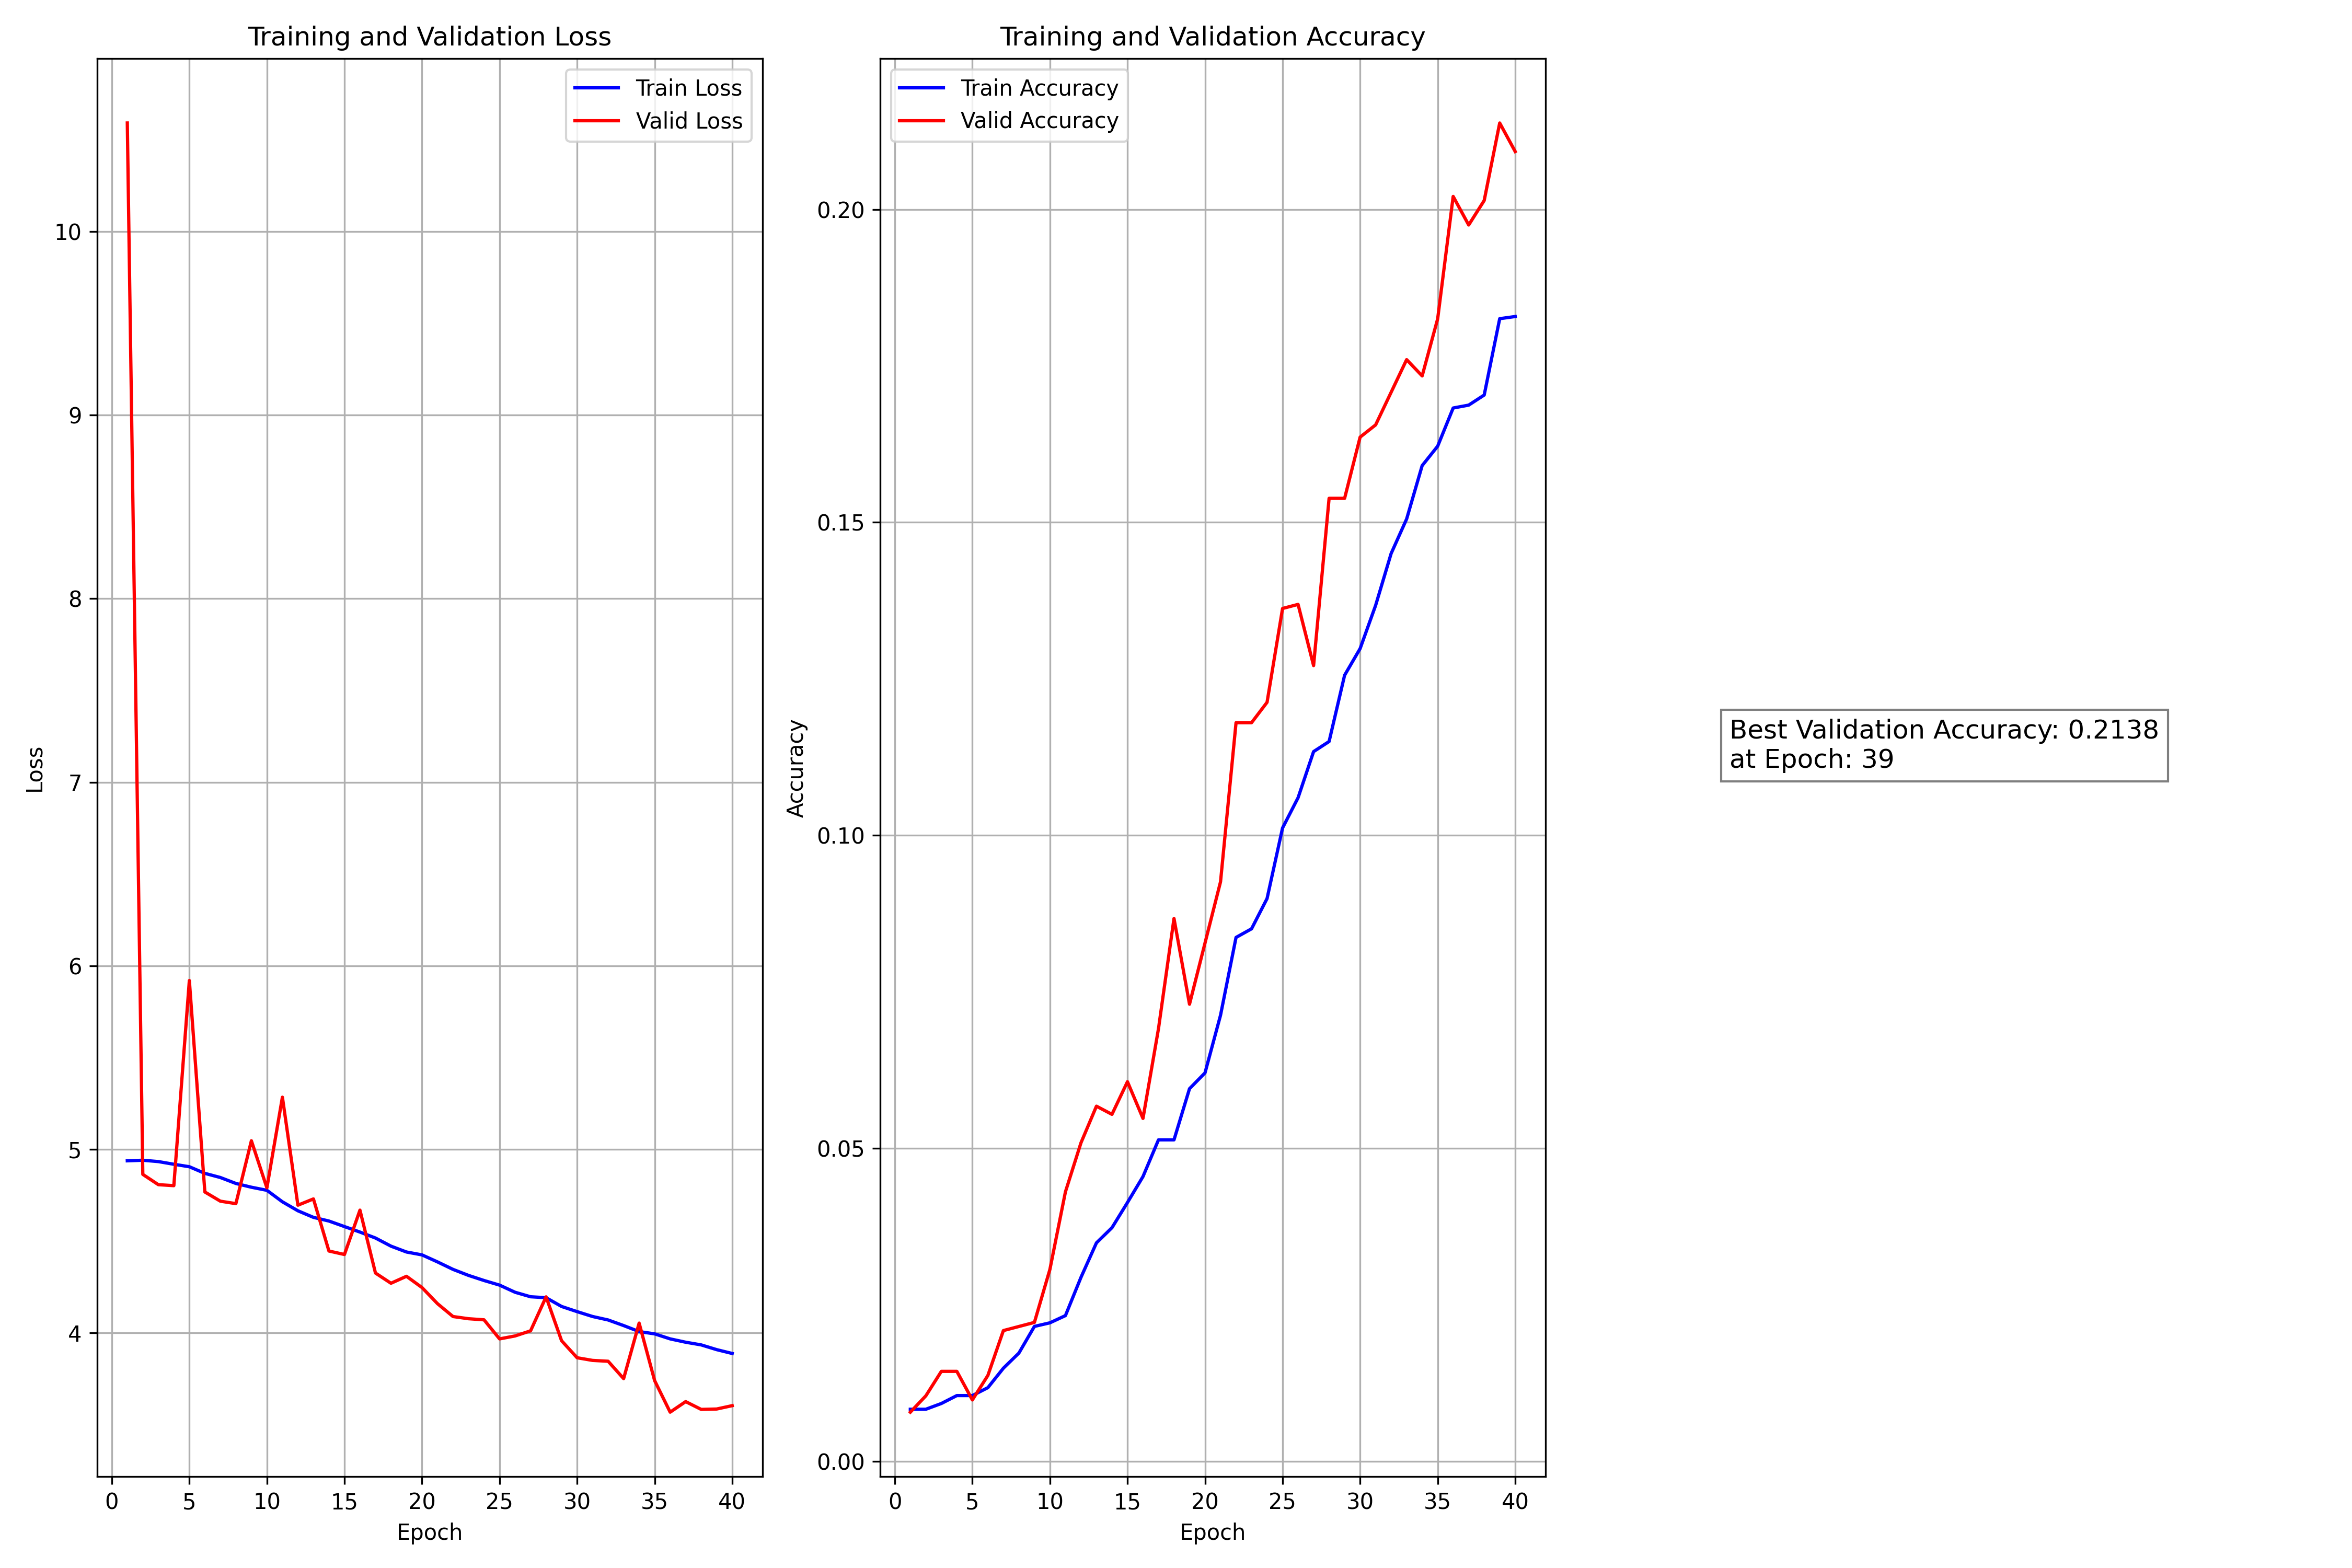 Training and Validation Loss
Train Loss
Valid Loss
10
9
8
7
6
5
4
Loss
0 5 10 15 20 25 30 35 40
Epoch
Training and Validation Accuracy
Train Accuracy
Valid Accuracy
0.20
0.15
0.10
0.05
0.00
Accuracy
0 5 10 15 20 25 30 35 40
Epoch
Best Validation Accuracy: 0.2138
at Epoch: 39